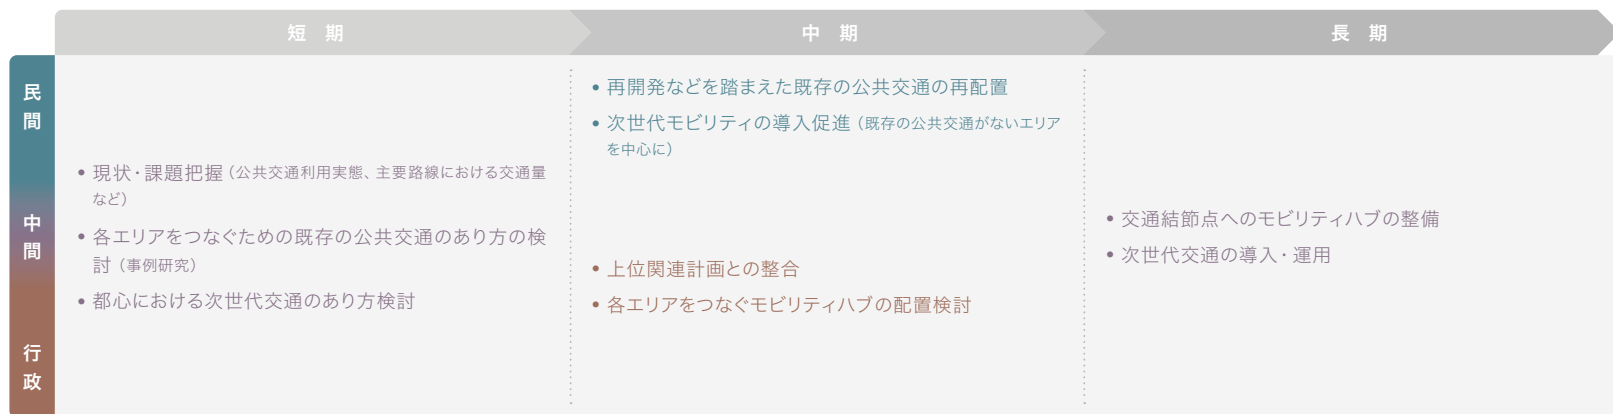 短 期
中 期
長 期
民間
中間
行政
• 現状・課題把握（公共交通利用実態、主要路線における交通量
など）
• 各エリアをつなぐための既存の公共交通のあり方の検
討（事例研究）
• 都心における次世代交通のあり方検討
• 再開発などを踏まえた既存の公共交通の再配置
• 次世代モビリティの導入促進（既存の公共交通がないエリア
を中心に）
• 上位関連計画との整合
• 各エリアをつなぐモビリティハブの配置検討
• 交通結節点へのモビリティハブの整備
• 次世代交通の導入・運用